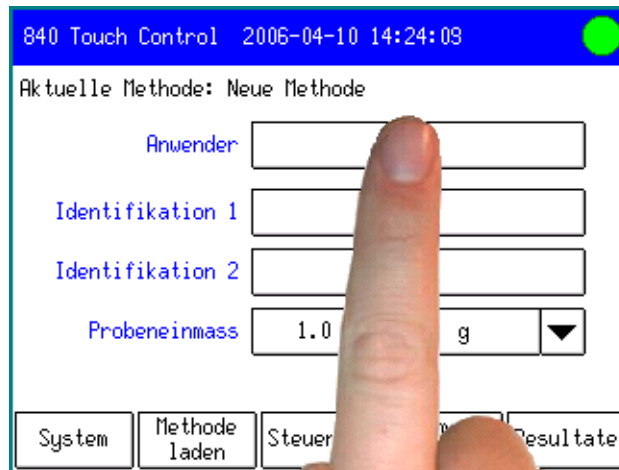 840 Touch Control 2006-04-10 14:24:09
Aktuelle Methode: Neue Methode
Anwender
Identifikation 1
Identifikation 2
Probeneinmass 1.0 g
System Methode laden Steuer Resultate